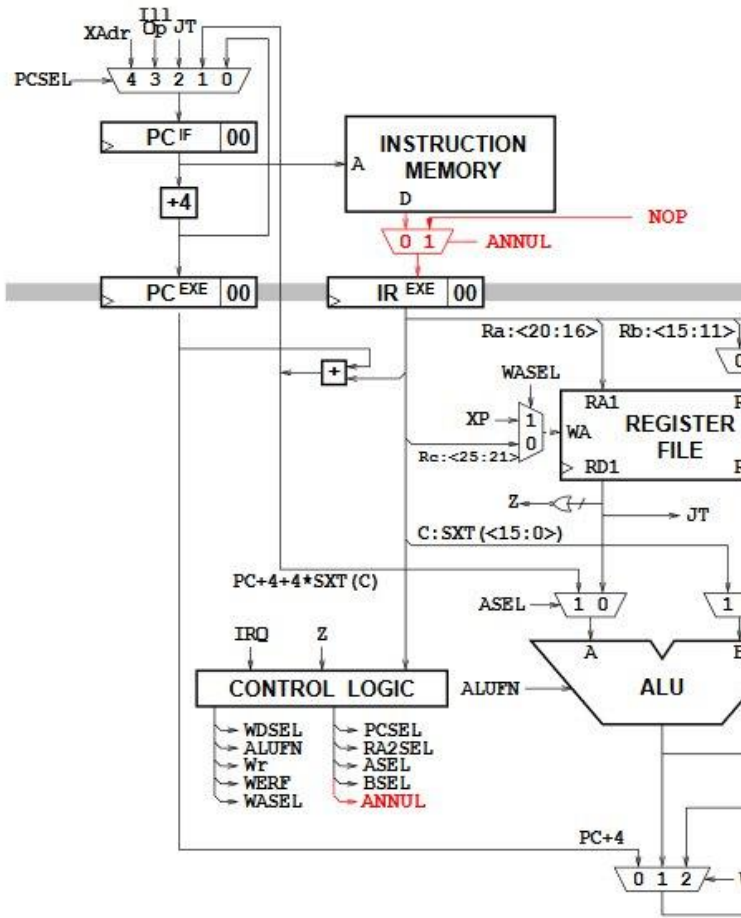 Ill
XAdr Op JT
PCSEL 4 3 2 1 0
PC IF 00
INSTRUCTION
MEMORY
A
D
+4
NOP
0 1 ANNUL
PC EXE 00
IR EXE 00
Ra:<20:16> Rb:<15:11>
+
WASEL
XP 1
0
Rc:<25:21>
WA
RA1
REGISTER
FILE
RD1
Z
JT
C:SXT(<15:0>)
PC+4+4*SXT(C)
ASEL 1 0
1
IRQ Z
A B
CONTROL LOGIC
ALUFN ALU
WDSEL PCSEL
ALUFN RA2SEL
Wr ASEL
WERF BSEL
WASEL ANNUL
PC+4
0 1 2